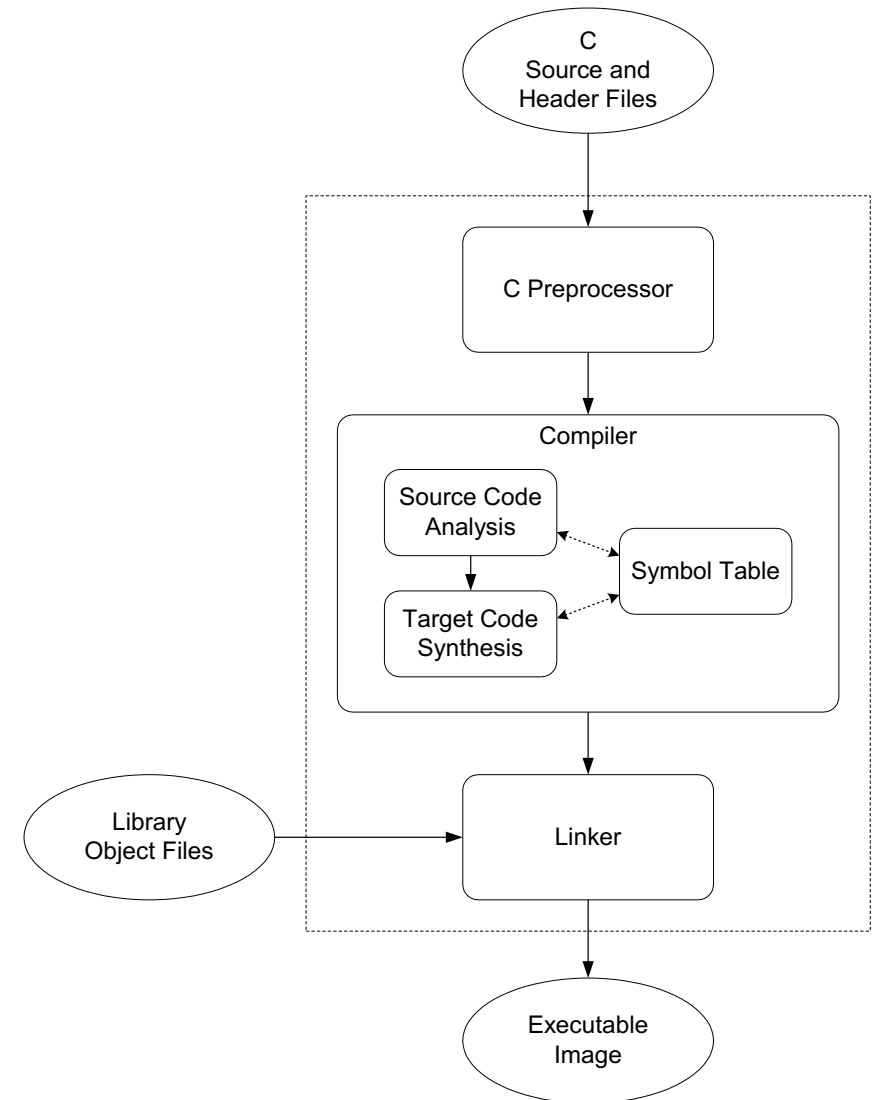 C
Source and
Header Files
C Preprocessor
Compiler
Source Code
Analysis
Symbol Table
Target Code
Synthesis
Library
Object Files
Linker
Executable
Image